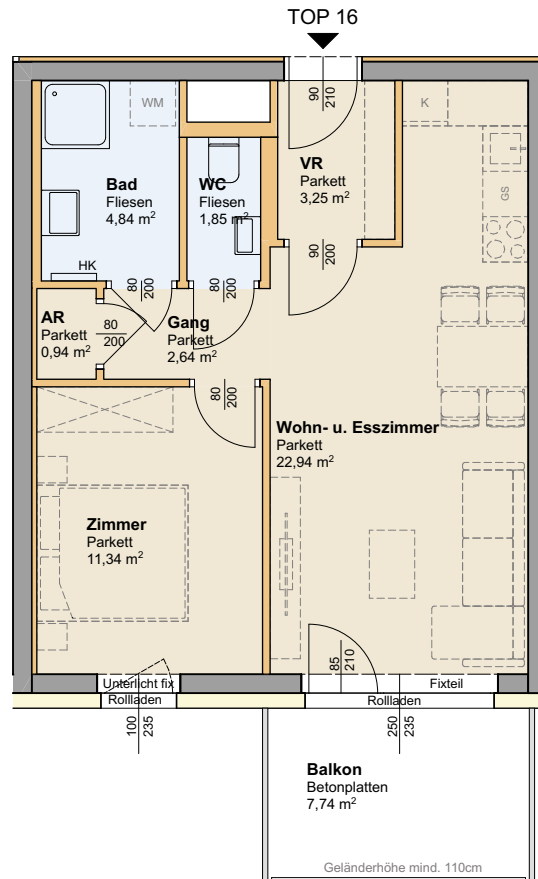 TOP 16
90
210
WM
K
Bad
Fliesen
4,84 m²
WC
Fliesen
1,85 m²
VR
Parkett
3,25 m²
GS
90
200
HK
80
200
80
200
AR
Parkett
0,94 m²
80
200
Gang
Parkett
2,64 m²
80
200
Wohn- u. Esszimmer
Parkett
22,94 m²
Zimmer
Parkett
11,34 m²
85
210
Unterlicht fix
Fixteil
Rollladen
Rollladen
100
235
250
235
Balkon
Betonplatten
7,74 m²
Geländerhöhe mind. 110cm